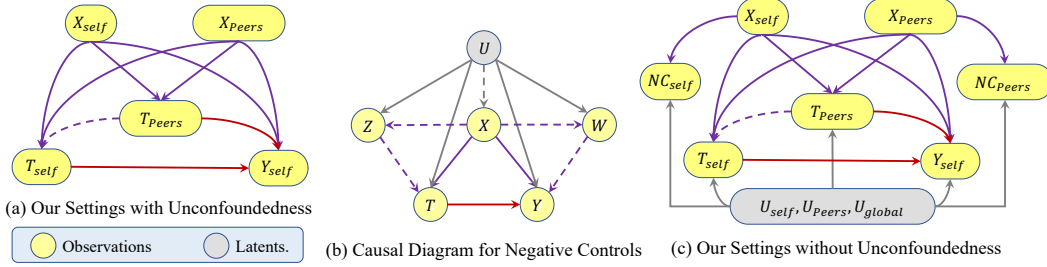 X_self
X_Peers
T_Peers
T_self
Y_self
(a) Our Settings with Unconfoundedness
Observations
Latents.
U
Z
X
W
T
Y
(b) Causal Diagram for Negative Controls
X_self
X_Peers
NC_self
NC_Peers
T_Peers
T_self
Y_self
U_self, U_Peers, U_global
(c) Our Settings without Unconfoundedness